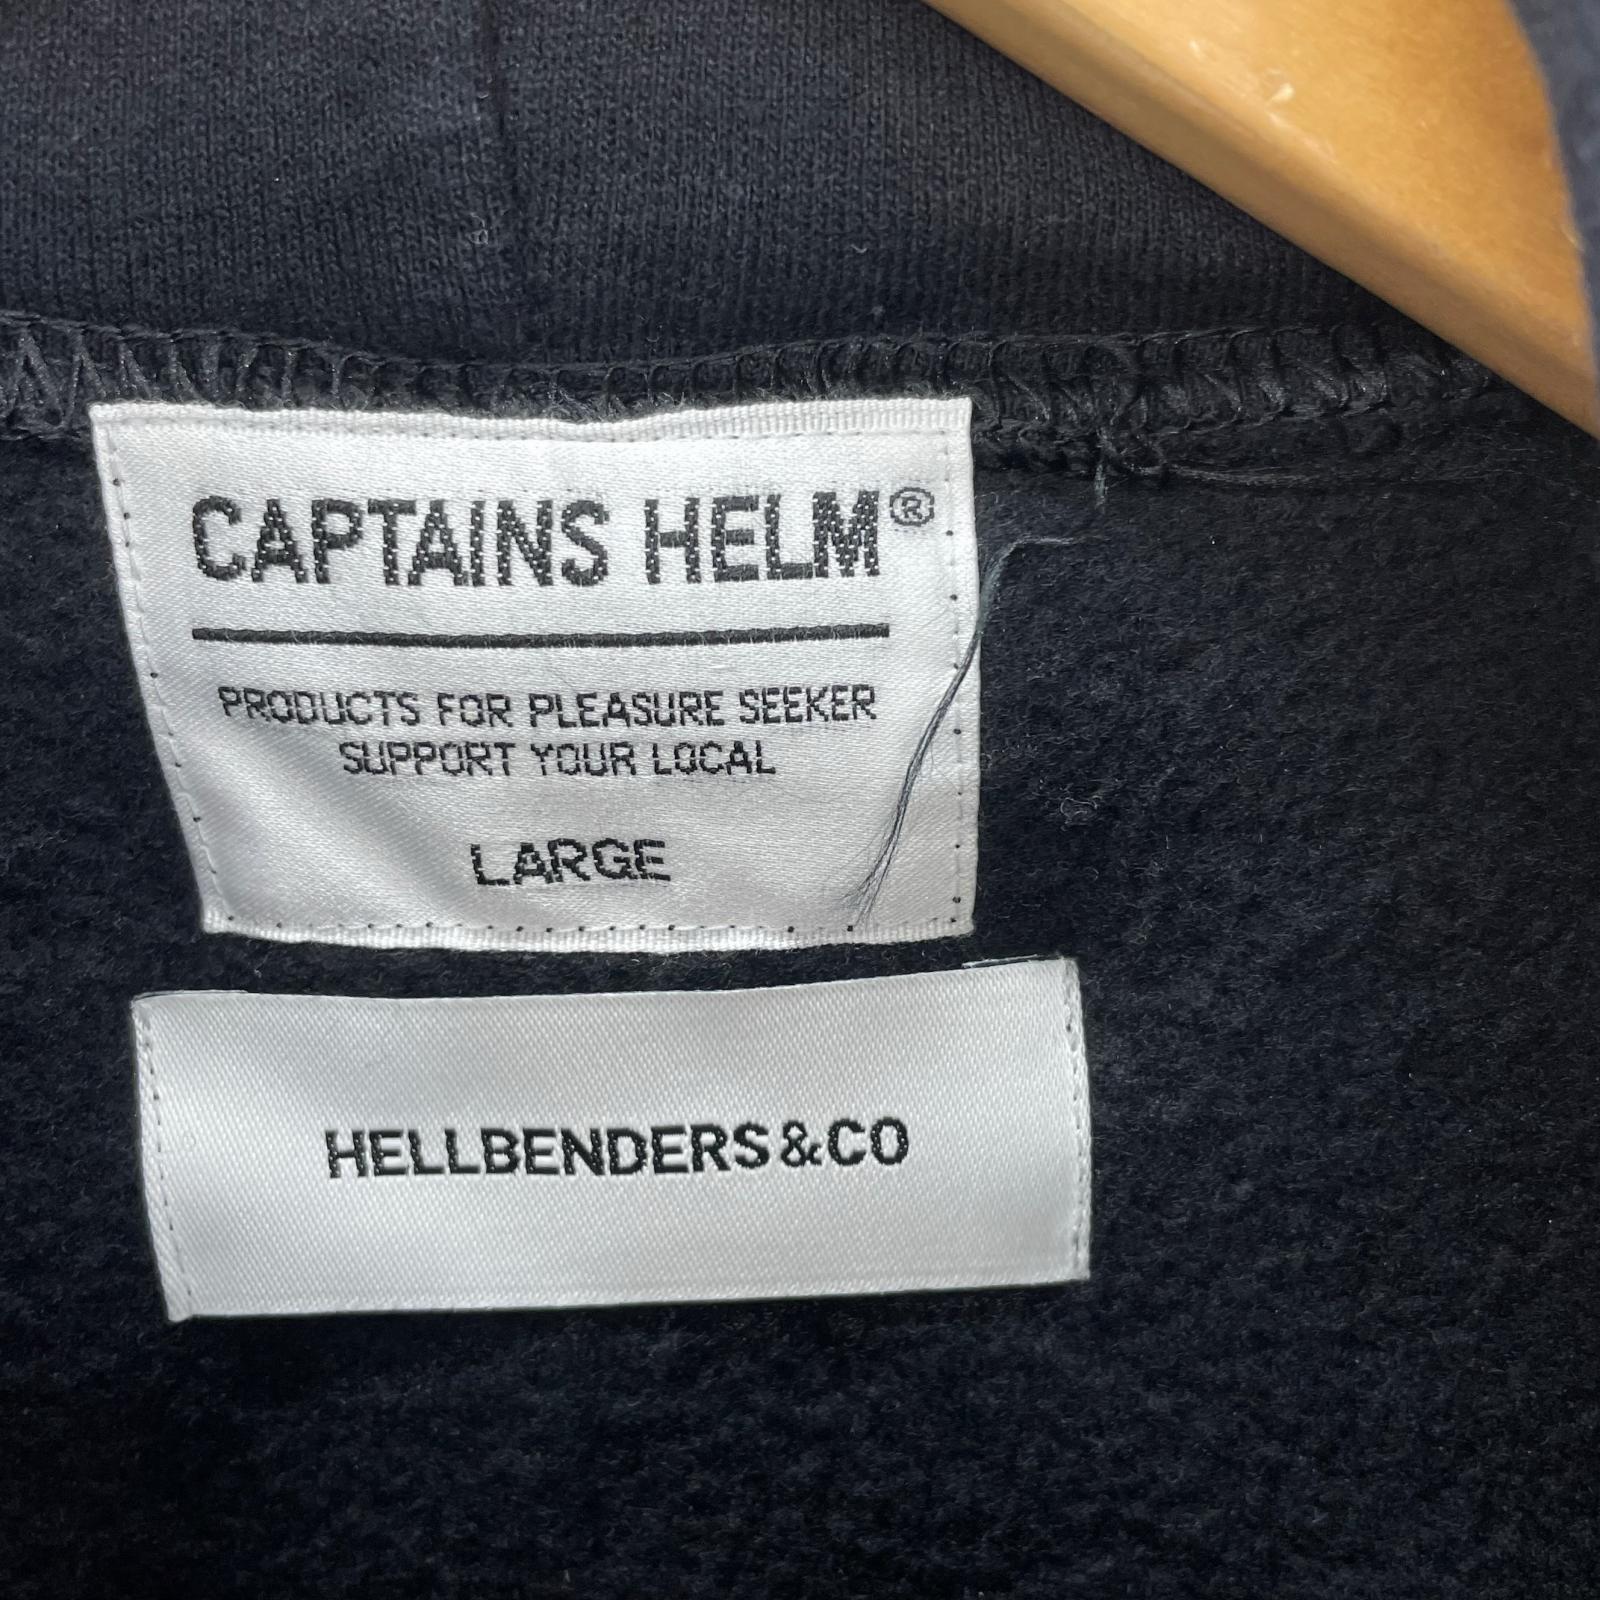 CAPTAINS HELM®
PRODUCTS FOR PLEASURE SEEKER
SUPPORT YOUR LOCAL
LARGE
HELLBENDERS&CO